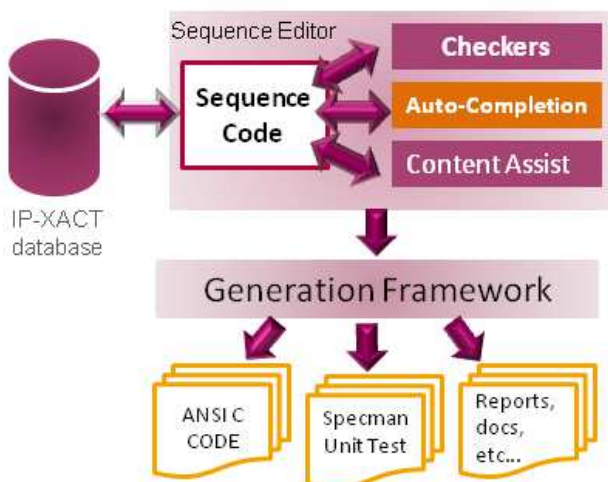 Sequence Editor
Sequence
Code
Checkers
Auto-Completion
Content Assist
IP-XACT
database
Generation Framework
ANSI C
CODE
Specman
Unit Test
Reports,
docs,
etc...